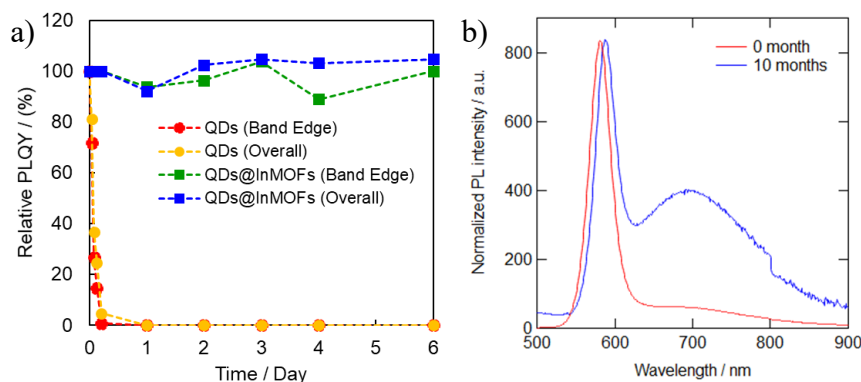 a)
120
100
80
60
40
20
0
Relative PLQY / (%)
QDs (Band Edge)
QDs (Overall)
QDs@InMOFs (Band Edge)
QDs@InMOFs (Overall)
0 1 2 3 4 5 6
Time / Day
b)
800
600
400
200
0
Normalized PL intensity / a.u.
0 month
10 months
500 600 700 800 900
Wavelength / nm